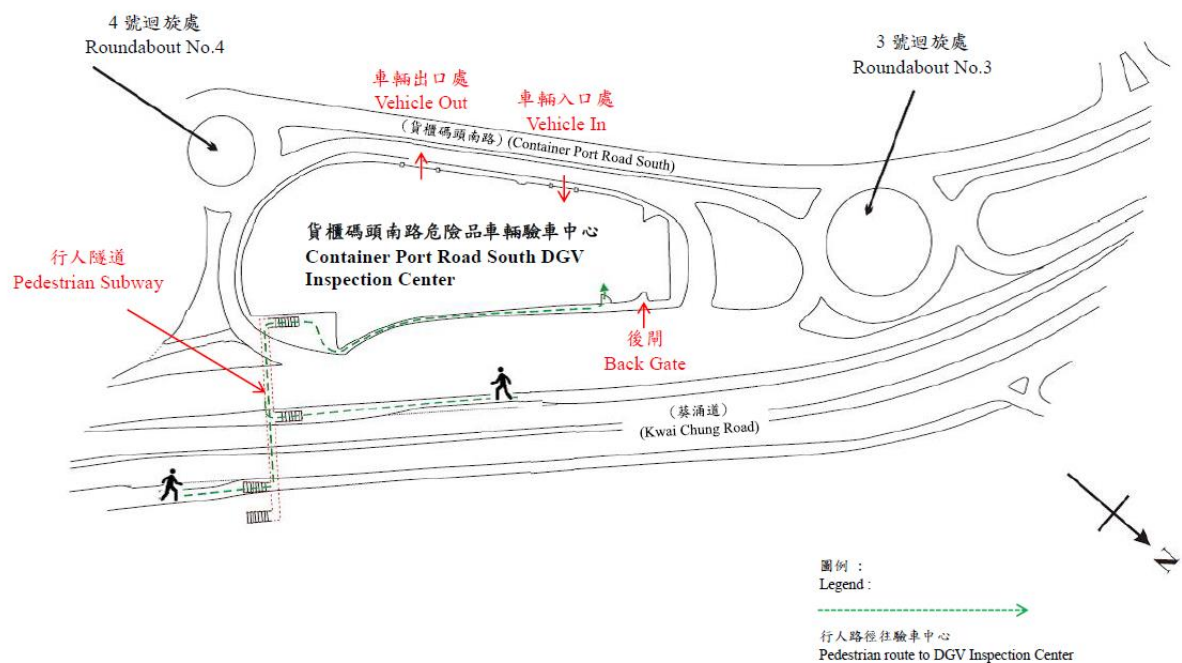 4 號迴旋處
Roundabout No.4
3 號迴旋處
Roundabout No.3
車輛出口處
Vehicle Out
車輛入口處
Vehicle In
(貨櫃碼頭南路) (Container Port Road South)
貨櫃碼頭南路危險品車輛驗車中心
Container Port Road South DGV
Inspection Center
行人隧道
Pedestrian Subway
後閘
Back Gate
(葵涌道)
(Kwai Chung Road)
N
圖例 :
Legend :
行人路徑往驗車中心
Pedestrian route to DGV Inspection Center